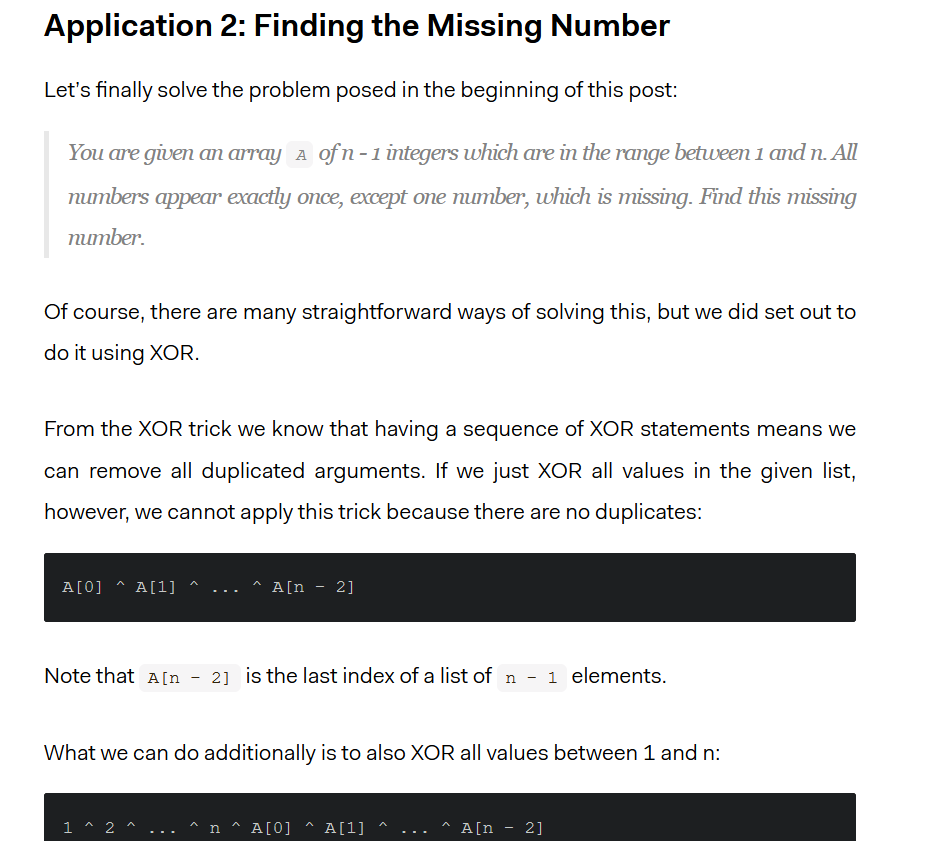 Application 2: Finding the Missing Number
Let's finally solve the problem posed in the beginning of this post:
You are given an array A of n - 1 integers which are in the range between 1 and n. All
numbers appear exactly once, except one number, which is missing. Find this missing
number.
Of course, there are many straightforward ways of solving this, but we did set out to
do it using XOR.
From the XOR trick we know that having a sequence of XOR statements means we
can remove all duplicated arguments. If we just XOR all values in the given list,
however, we cannot apply this trick because there are no duplicates:
A[0] ^ A[1] ^ ... ^ A[n - 2]
Note that A[n - 2] is the last index of a list of n - 1 elements.
What we can do additionally is to also XOR all values between 1 and n:
1 ^ 2 ^ ... ^ n ^ A[0] ^ A[1] ^ ... ^ A[n - 2]